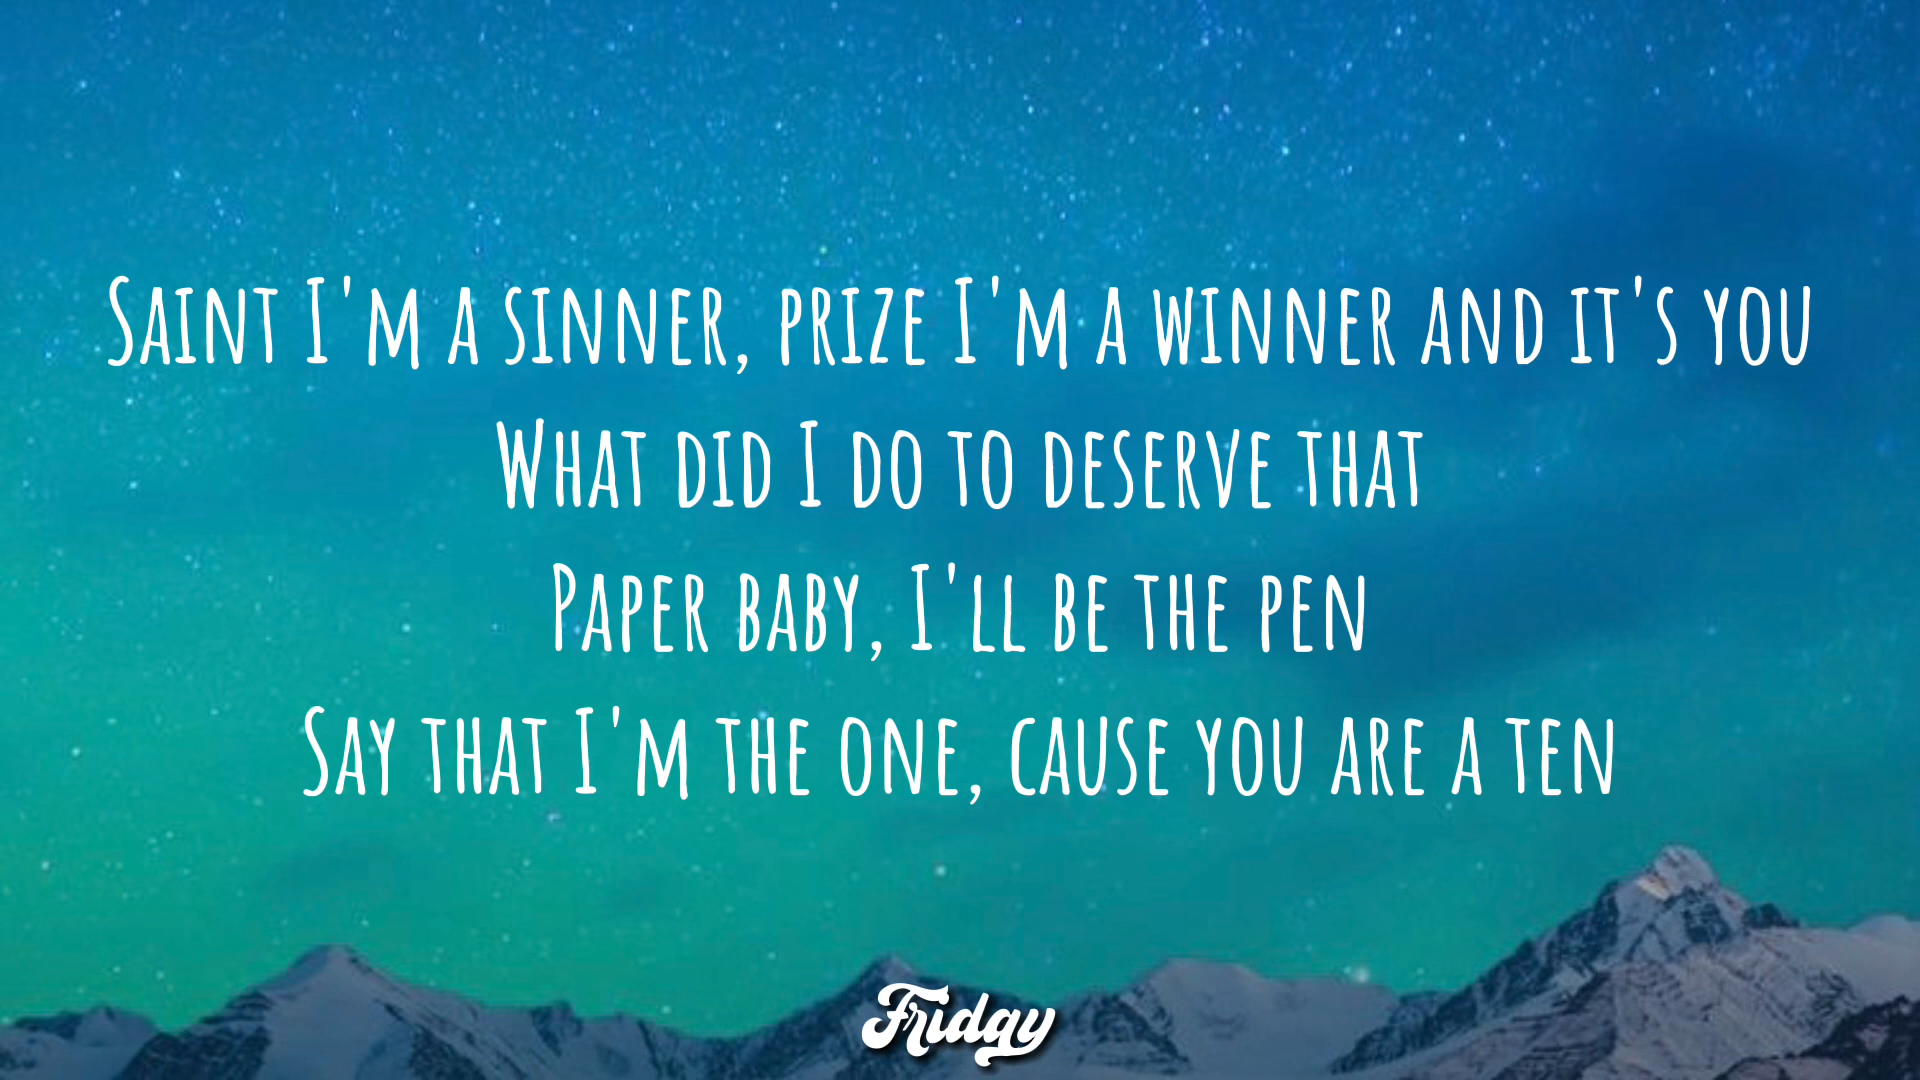 Saint I'm a sinner, prize I'm a winner and it's you
What did I do to deserve that
Paper baby, I'll be the pen
Say that I'm the one, cause you are a ten
Friday